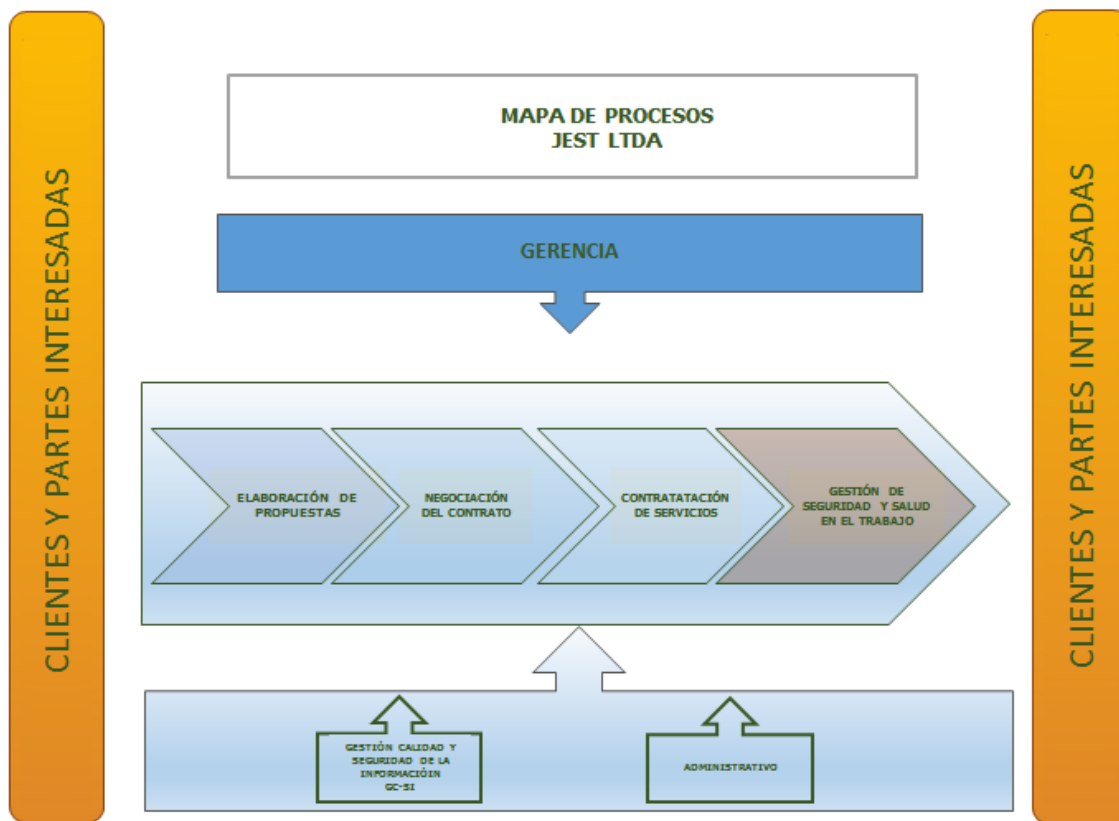 CLIENTES Y PARTES INTERESADAS
MAPA DE PROCESOS
JEST LTDA
GERENCIA
ELABORACIÓN DE
PROPUESTAS
NEGOCIACIÓN
DEL CONTRATO
CONTRATATACIÓN
DE SERVICIOS
GESTIÓN DE
SEGURIDAD Y SALUD
EN EL TRABAJO
GESTIÓN CALIDAD Y
SEGURIDAD DE LA
INFORMACIÓIN
GC-SI
ADMINISTRATIVO
CLIENTES Y PARTES INTERESADAS